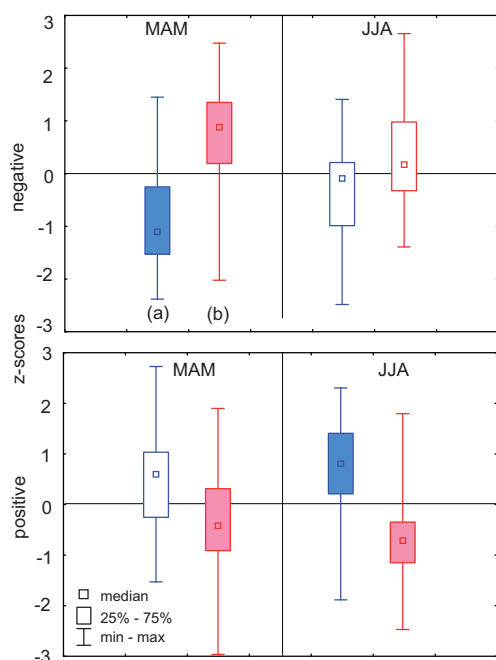 MAM JJA
3
2
1
0
-1
-2
-3
negative
(a) (b)
z-scores
MAM JJA
3
2
1
0
-1
-2
-3
positive
median
25% - 75%
min - max